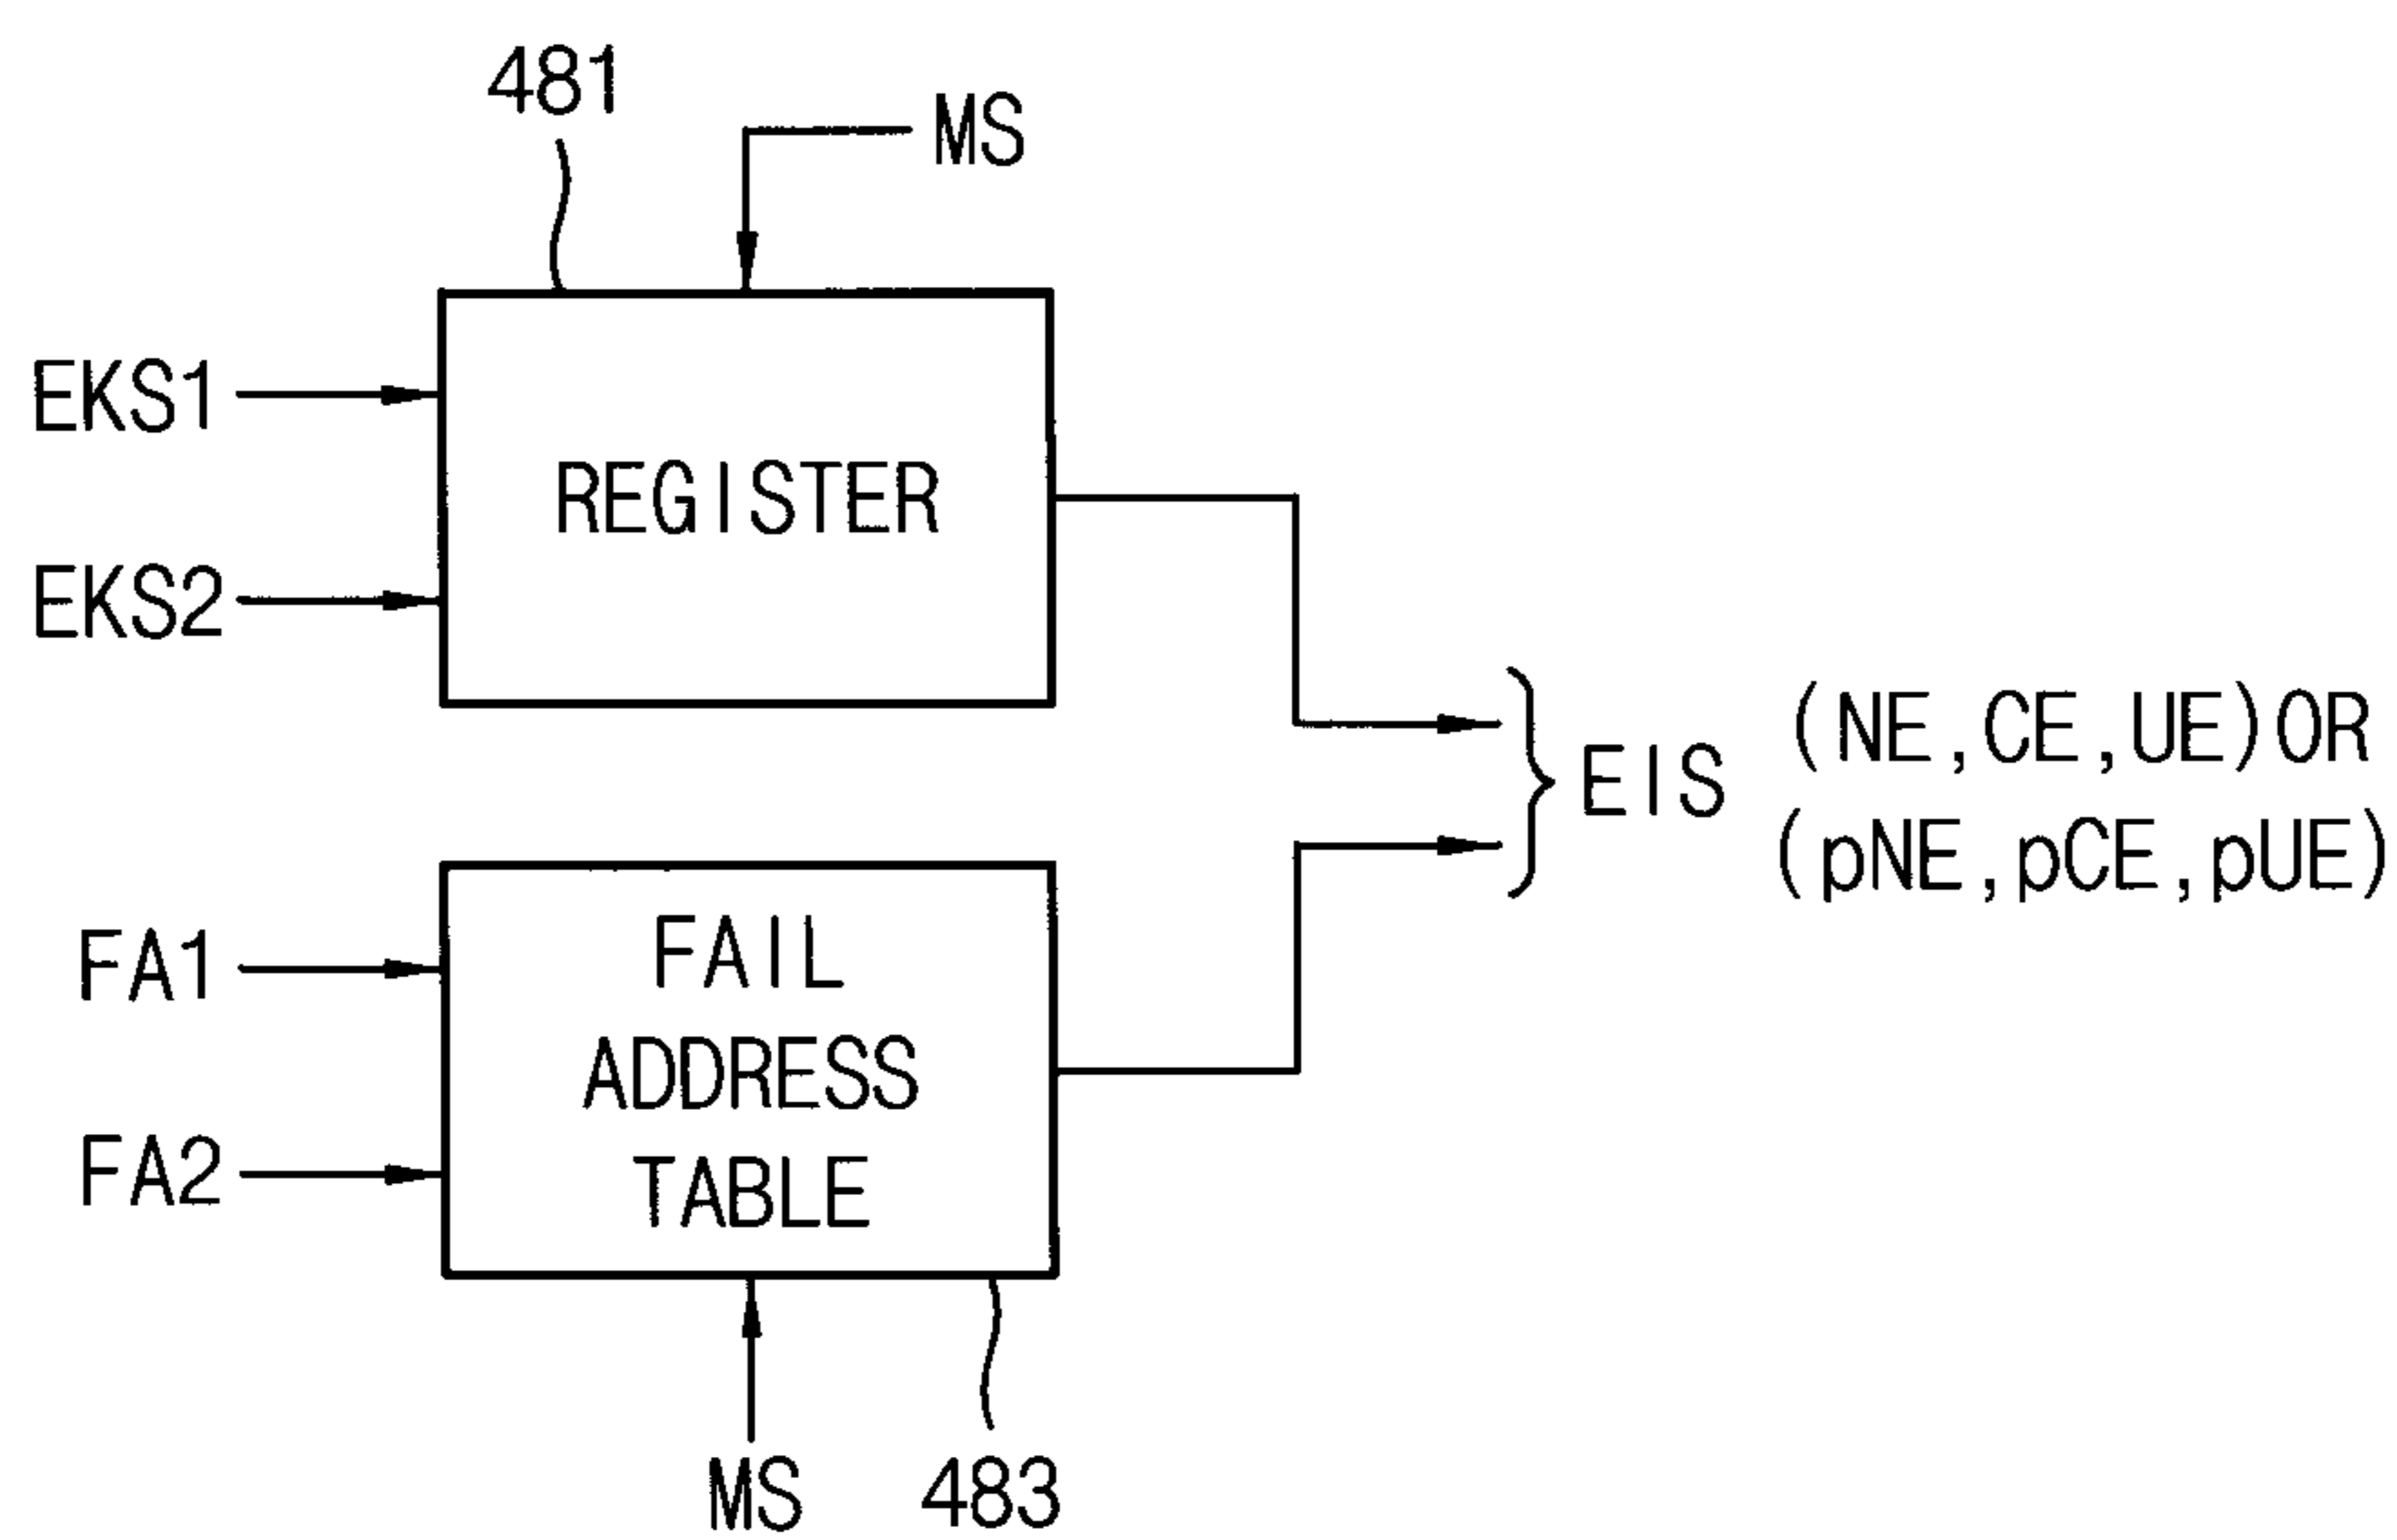 481
MS
EKS1
REGISTER
EKS2
EIS
(NE,CE,UE)OR
(pNE,pCE,pUE)
FA1
FAIL
ADDRESS
TABLE
FA2
MS
483